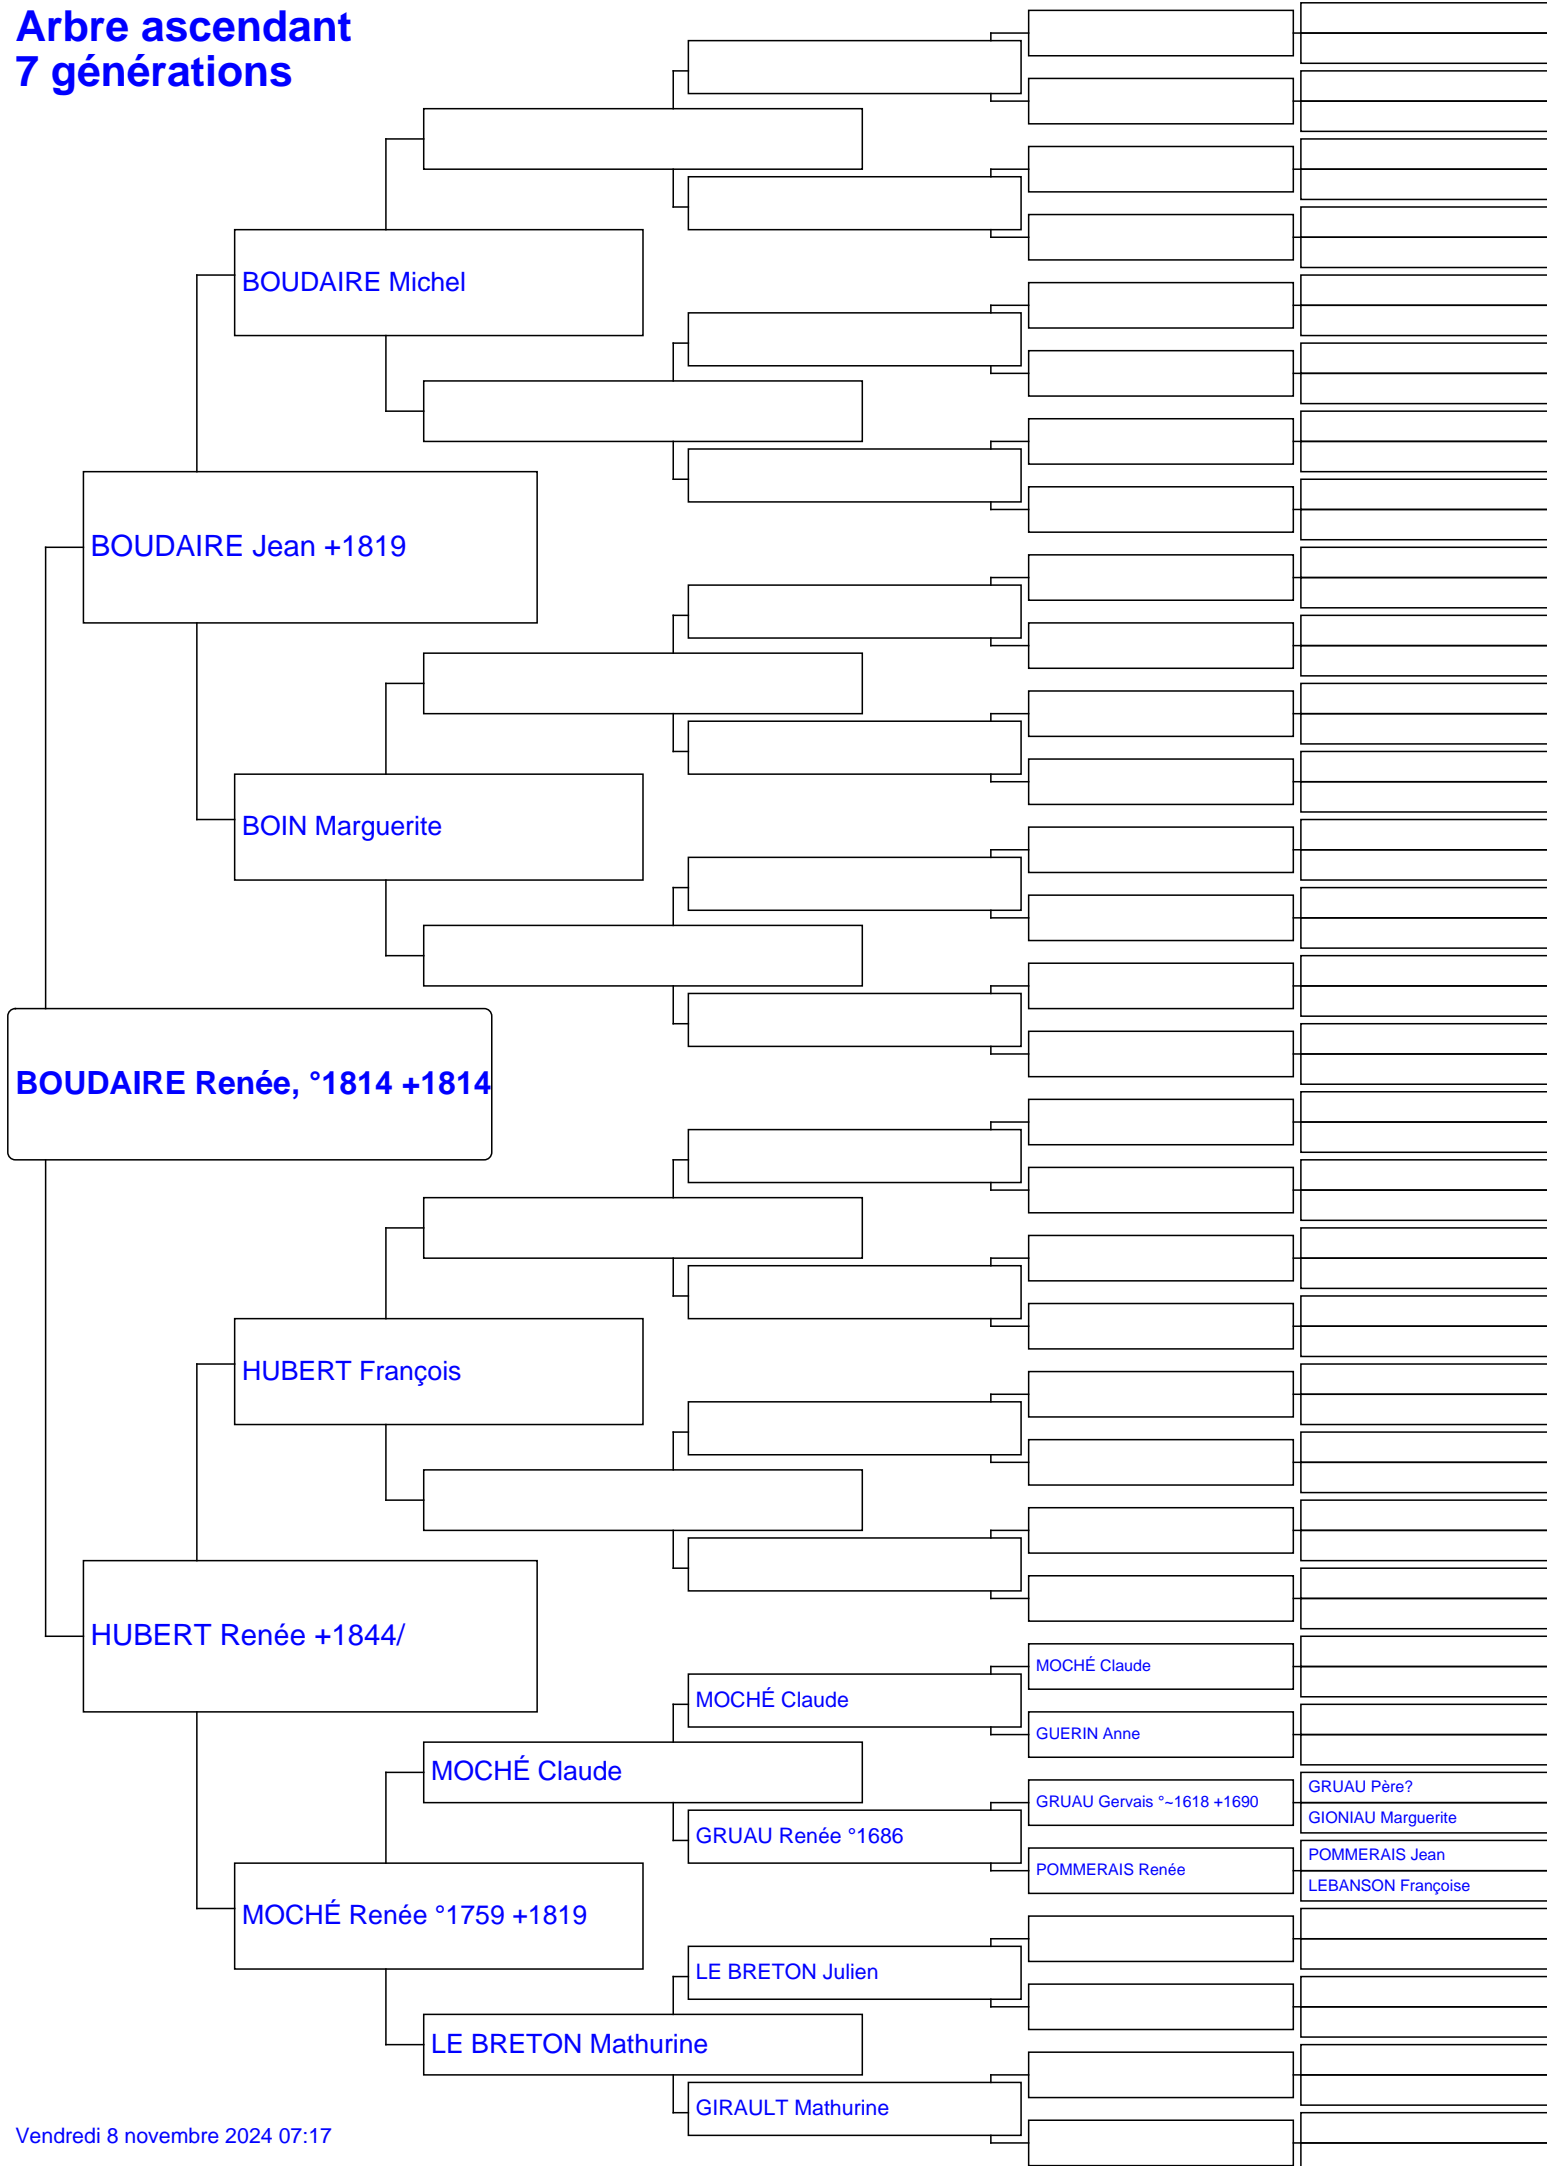 Arbre ascendant
7 générations
BOUDAIRE Michel
BOUDAIRE Jean +1819
BOIN Marguerite
BOUDAIRE Renée, °1814 +1814
HUBERT François
HUBERT Renée +1844/
MOCHÉ Claude
MOCHÉ Claude
GUERIN Anne
MOCHÉ Claude
GRUAU Père?
GRUAU Gervais °~1618 +1690
GIONIAU Marguerite
GRUAU Renée °1686
POMMERAIS Jean
POMMERAIS Renée
LEBANSON Françoise
MOCHÉ Renée °1759 +1819
LE BRETON Julien
LE BRETON Mathurine
GIRAULT Mathurine
Vendredi 8 novembre 2024 07:17